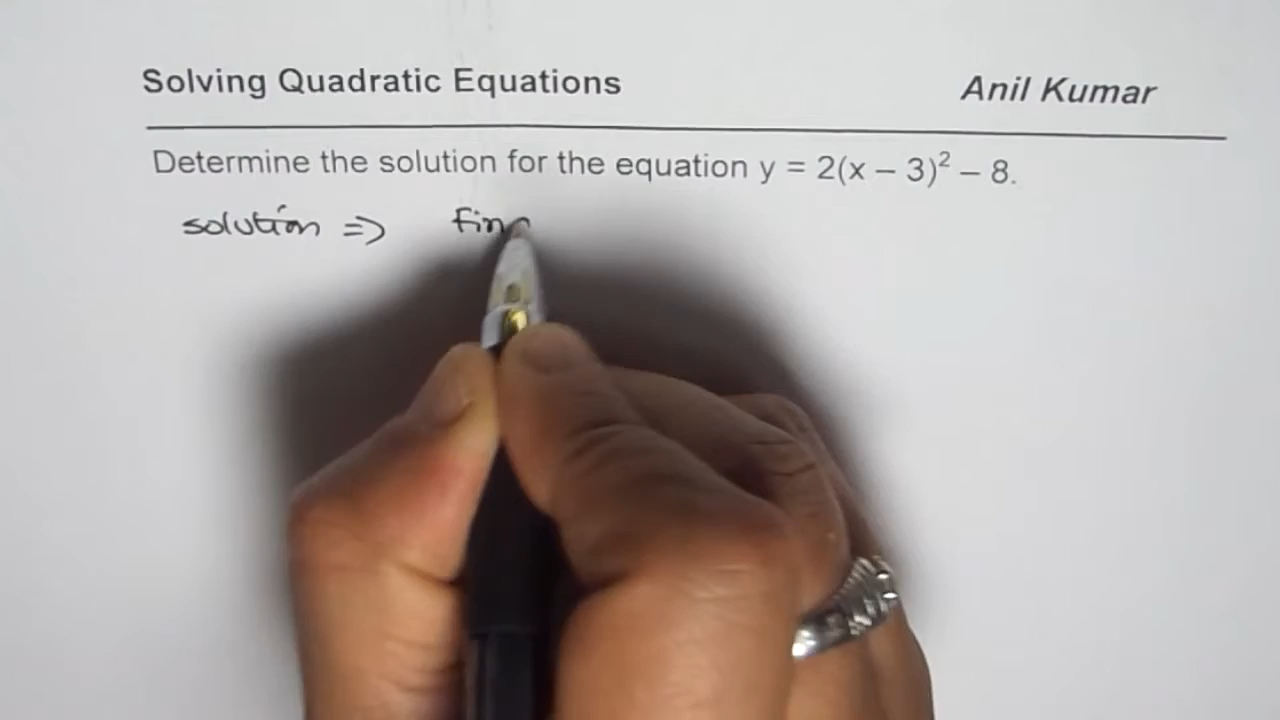 Solving Quadratic Equations Anil Kumar
Determine the solution for the equation y = 2(x – 3)² – 8.
solution =>